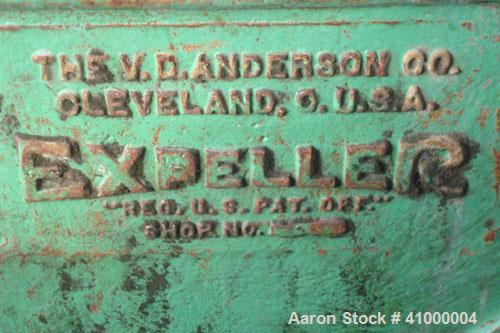 THE V. D. ANDERSON CO.
CLEVELAND, O. U.S.A.
EXPELLER
"REG. U. S. PAT. OFF."
SHOP NO.
Aaron Stock # 41000004